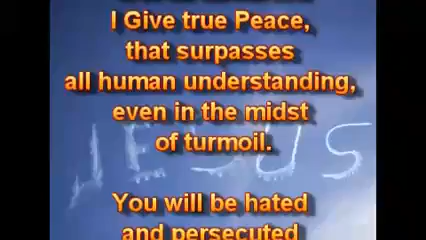 I Give true Peace,
that surpasses
all human understanding,
even in the midst
of turmoil.
JESUS
You will be hated
and persecuted